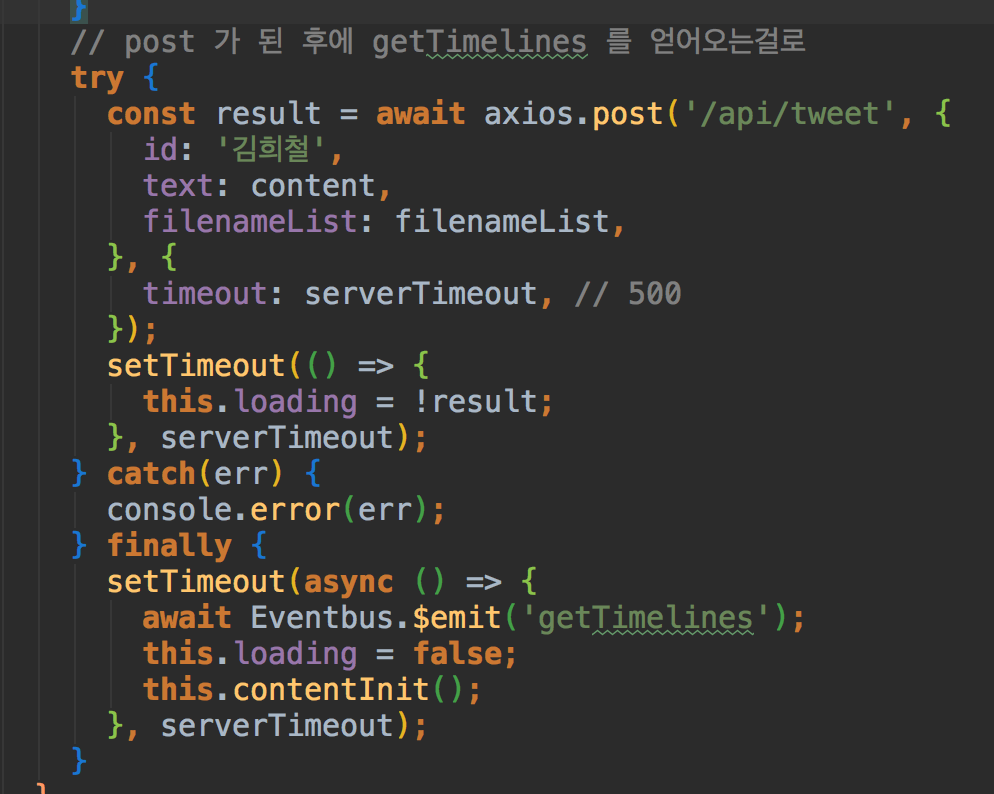 }
// post 가 된 후에 getTimelines 를 얻어오는걸로
try {
const result = await axios.post('/api/tweet', {
id: '김희철',
text: content,
filenameList: filenameList,
}, {
timeout: serverTimeout, // 500
});
setTimeout(() => {
this.loading = !result;
}, serverTimeout);
} catch(err) {
console.error(err);
} finally {
setTimeout(async () => {
await Eventbus.$emit('getTimelines');
this.loading = false;
this.contentInit();
}, serverTimeout);
}
}